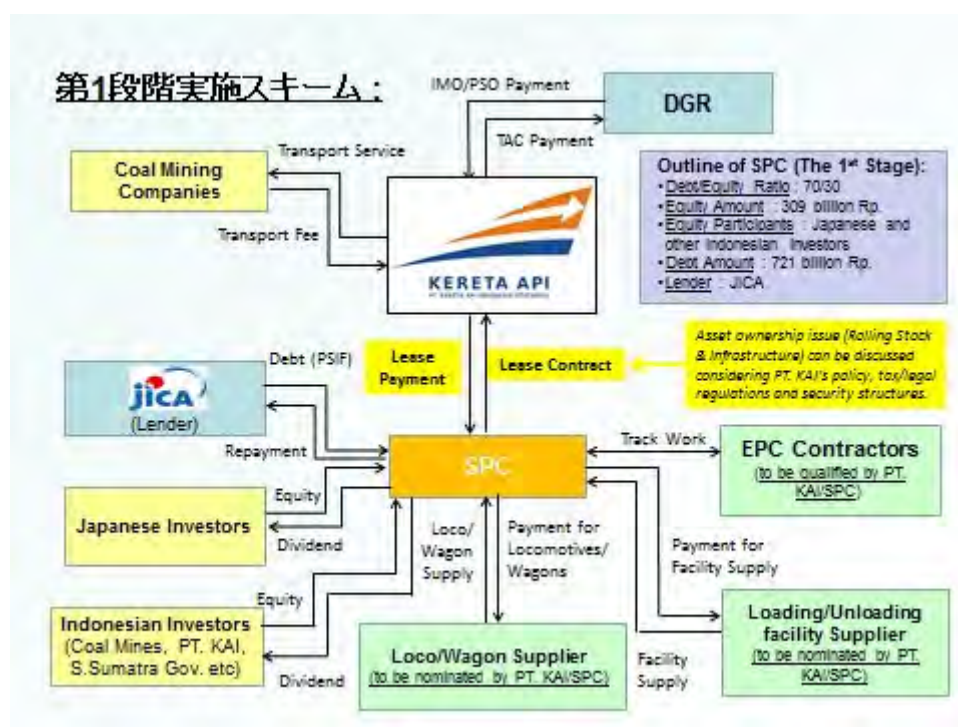 第1段階実施スキーム：
IMO/PSO Payment
DGR
TAC Payment
Transport Service
Coal Mining
Companies
Transport Fee
KERETA API
Outline of SPC (The 1st Stage):
•Debt/Equity Ratio : 70/30
•Equity Amount : 309 billion Rp.
•Equity Participants : Japanese and
other Indonesian Investors
•Debt Amount : 721 billion Rp.
•Lender : JICA
Lease
Payment
Lease Contract
Asset ownership issue (Rolling Stock
& Infrastructure) can be discussed
considering PT. KAI's policy, tax/legal
regulations and security structures.
Debt (PSIF)
jICA
(Lender)
Repayment
SPC
Track Work
EPC Contractors
(to be qualified by PT.
KAI/SPC)
Equity
Japanese Investors
Dividend
Loco/
Wagon
Supply
Payment for
Locomotives/
Wagons
Payment for
Facility Supply
Equity
Indonesian Investors
(Coal Mines, PT. KAI,
S.Sumatra Gov. etc)
Dividend
Loco/Wagon Supplier
(to be nominated by PT. KAI/SPC)
Facility
Supply
Loading/Unloading
facility Supplier
(to be nominated by PT.
KAI/SPC)